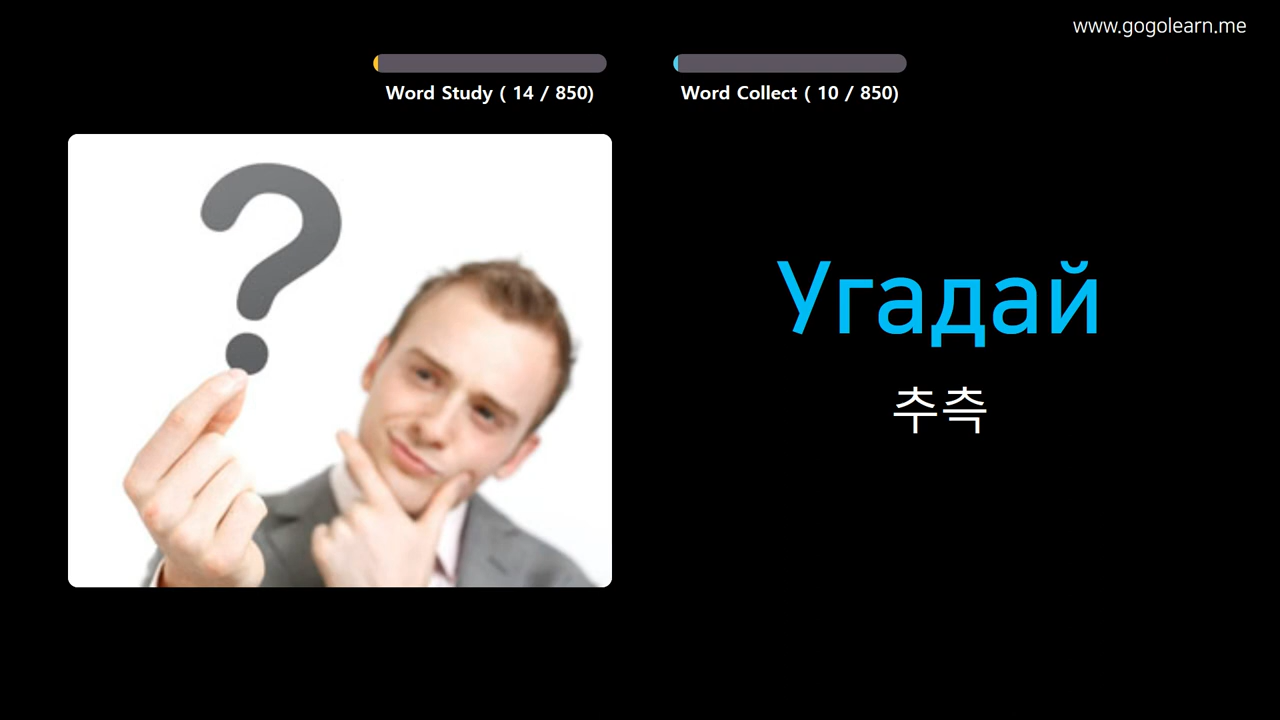 www.gogolearn.me
Word Study ( 14 / 850)
Word Collect ( 10 / 850)
?
Угадай
추측